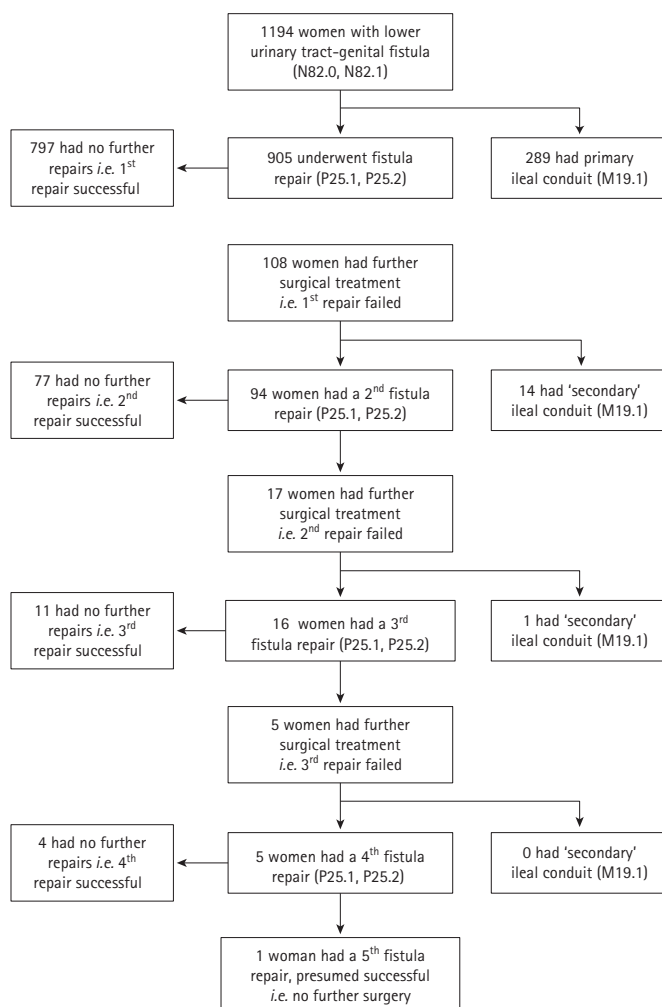 1194 women with lower
urinary tract-genital fistula
(N82.0, N82.1)
797 had no further
repairs i.e. 1st
repair successful
905 underwent fistula
repair (P25.1, P25.2)
289 had primary
ileal conduit (M19.1)
108 women had further
surgical treatment
i.e. 1st repair failed
77 had no further
repairs i.e. 2nd
repair successful
94 women had a 2nd fistula
repair (P25.1, P25.2)
14 had ‘secondary’
ileal conduit (M19.1)
17 women had further
surgical treatment
i.e. 2nd repair failed
11 had no further
repairs i.e. 3rd
repair successful
16 women had a 3rd
fistula repair (P25.1, P25.2)
1 had ‘secondary’
ileal conduit (M19.1)
5 women had further
surgical treatment
i.e. 3rd repair failed
4 had no further
repairs i.e. 4th
repair successful
5 women had a 4th fistula
repair (P25.1, P25.2)
0 had ‘secondary’
ileal conduit (M19.1)
1 woman had a 5th fistula
repair, presumed successful
i.e. no further surgery